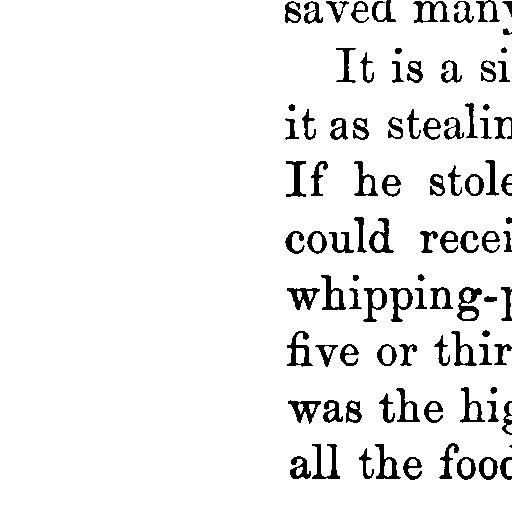 saved many
It is a si
it as stealin
If he stole
could recei
whipping-p
five or thir
was the hig
all the food